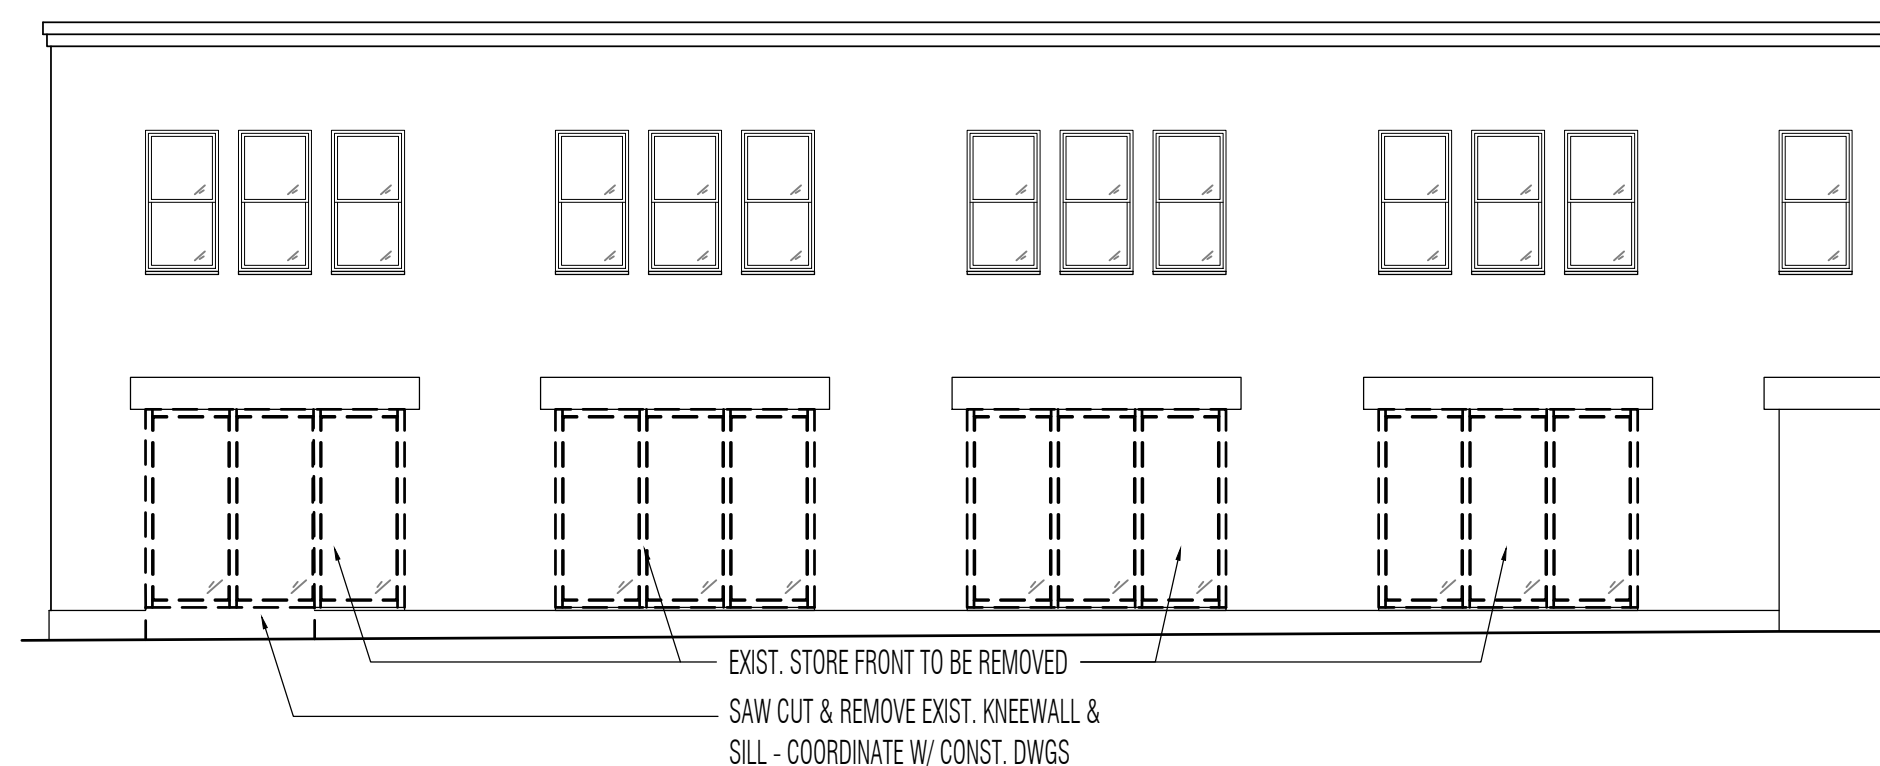 EXIST. STORE FRONT TO BE REMOVED
SAW CUT & REMOVE EXIST. KNEEWALL &
SILL - COORDINATE W/ CONST. DWGS